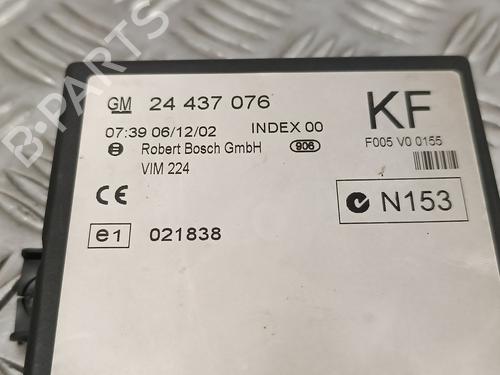 GM 24 437 076 KF
07:39 06/12/02 INDEX 00 F005 V0 0155
Robert Bosch GmbH 906
VIM 224
CE N153
e1 021838
B-PARTS